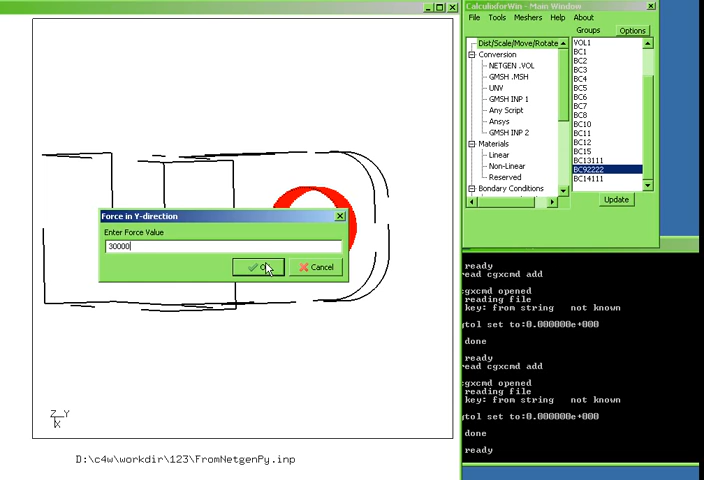 CalculixforWin - Main Window
File Tools Meshers Help About
Groups Options
Dist/Scale/Move/Rotate
Conversion
NETGEN .VOL
GMSH .MSH
UNV
GMSH INP 1
Any Script
Ansys
GMSH INP 2
Materials
Linear
Non-Linear
Reserved
Bondary Conditions
VOL1
BC1
BC2
BC3
BC4
BC5
BC6
BC7
BC8
BC10
BC11
BC12
BC15
BC13111
BC92222
BC14111
Update
Force in Y-direction
Enter Force Value
30000
Cancel
Z Y
X
D:\c4w\workdir\123\FromNetgenPy.inp
ready
ead cgxcmd add
cgxcmd opened
reading file
key: from string not known
gtol set to:0.000000e+000
done
ready
ead cgxcmd add
cgxcmd opened
reading file
key: from string not known
gtol set to:0.000000e+000
done
ready